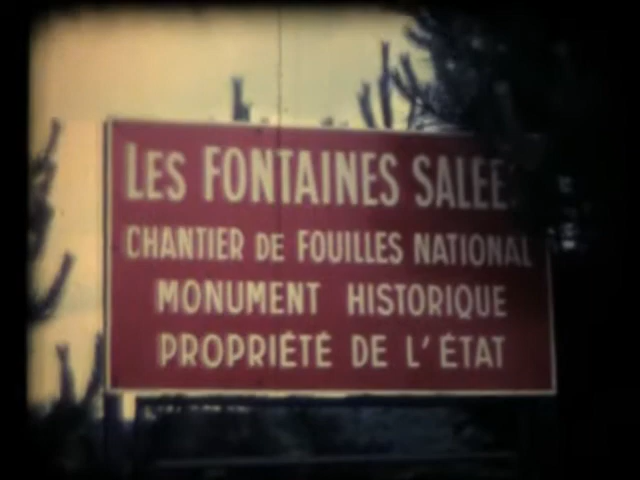 LES FONTAINES SALEE
CHANTIER DE FOUILLES NATIONAL
MONUMENT HISTORIQUE
PROPRIÉTÉ DE L'ÉTAT